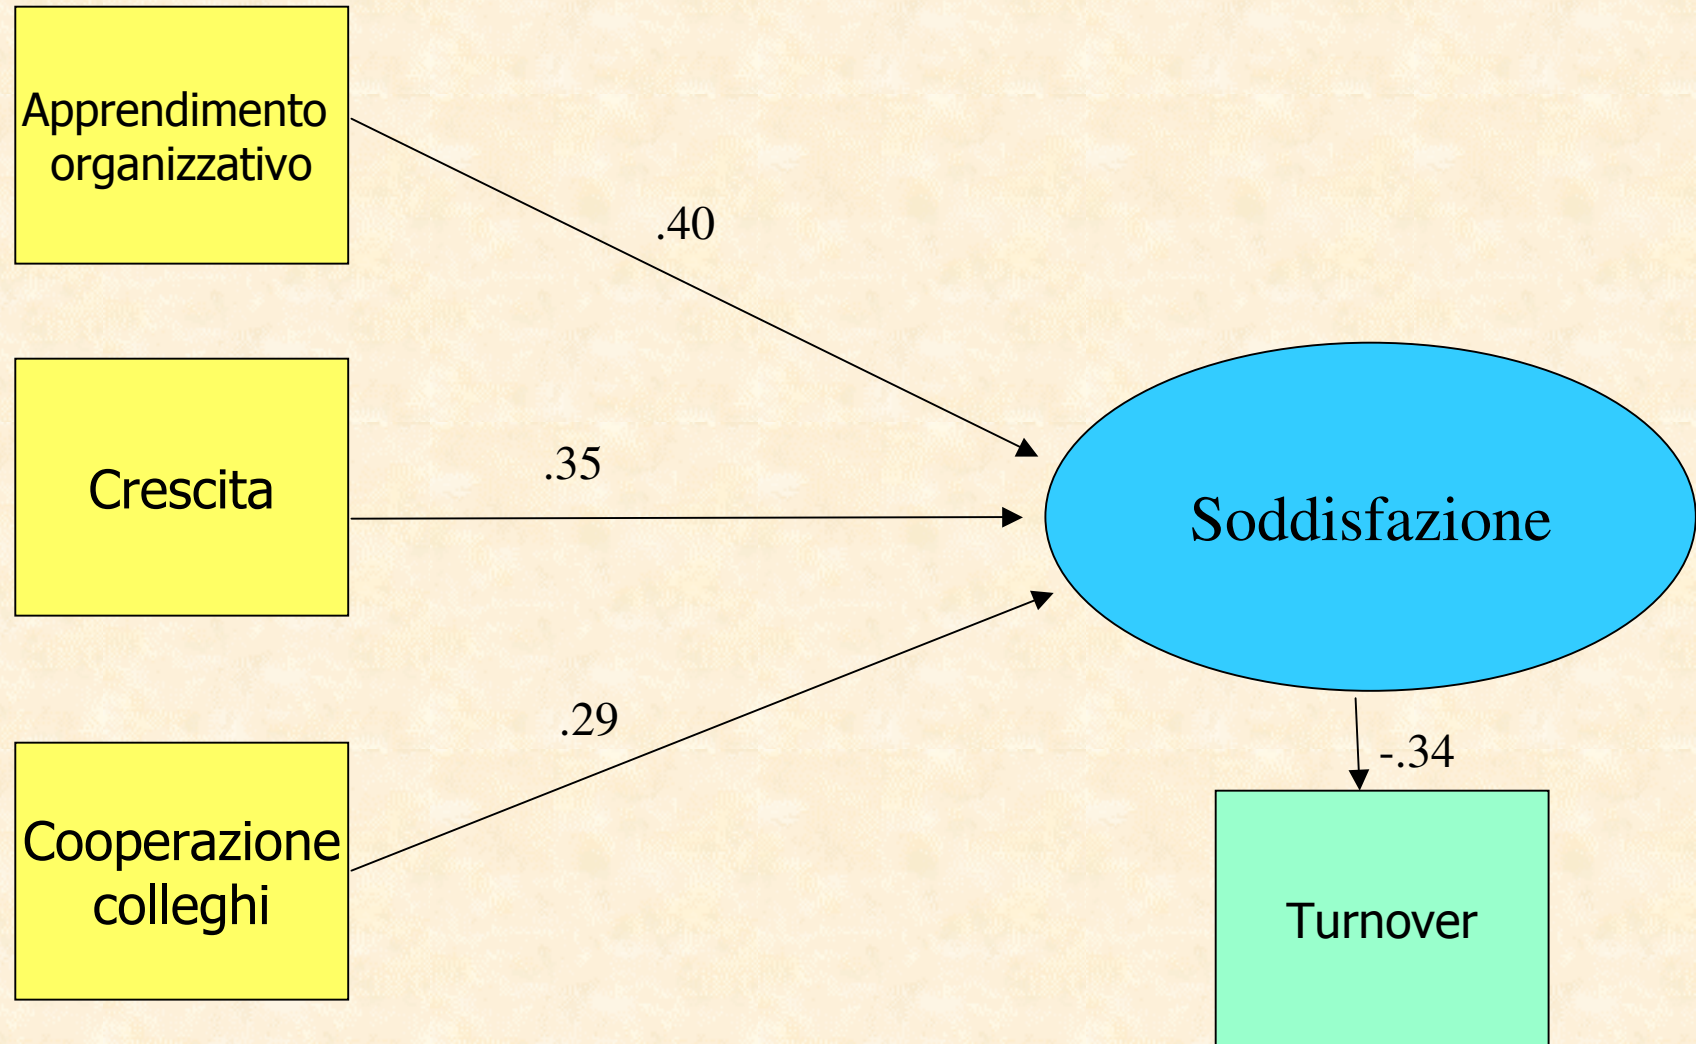 Apprendimento
organizzativo
.40
Crescita
.35
Soddisfazione
Cooperazione
colleghi
.29
-.34
Turnover